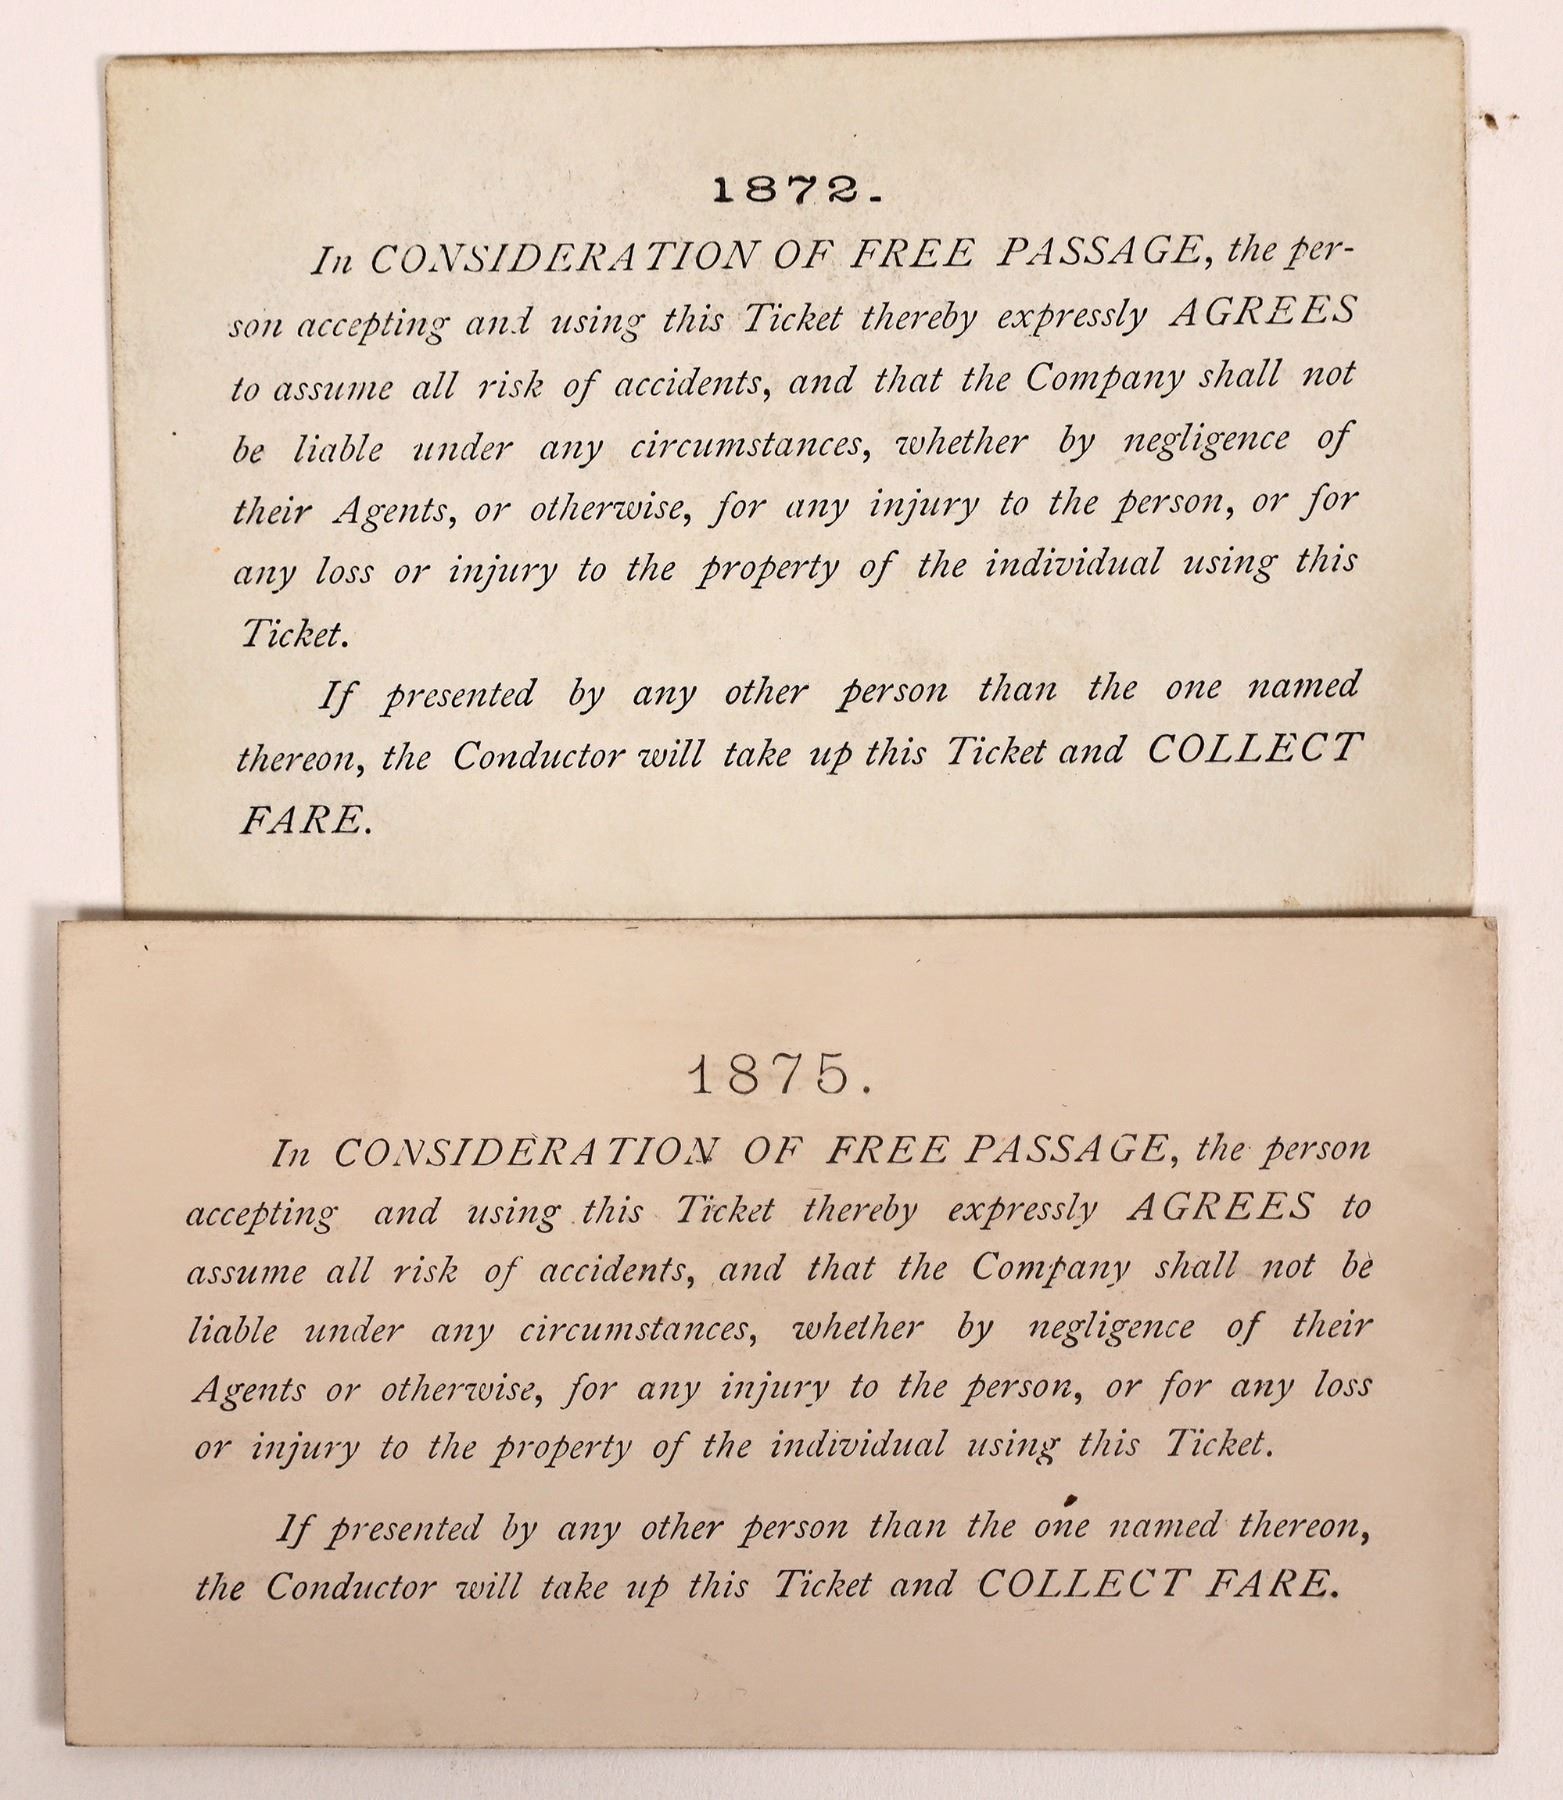 1872.
In CONSIDERATION OF FREE PASSAGE, the per-
son accepting and using this Ticket thereby expressly AGREES
to assume all risk of accidents, and that the Company shall not
be liable under any circumstances, whether by negligence of
their Agents, or otherwise, for any injury to the person, or for
any loss or injury to the property of the individual using this
Ticket.
If presented by any other person than the one named
thereon, the Conductor will take up this Ticket and COLLECT
FARE.
1875.
In CONSIDERATION OF FREE PASSAGE, the person
accepting and using this Ticket thereby expressly AGREES to
assume all risk of accidents, and that the Company shall not be
liable under any circumstances, whether by negligence of their
Agents or otherwise, for any injury to the person, or for any loss
or injury to the property of the individual using this Ticket.
If presented by any other person than the one named thereon,
the Conductor will take up this Ticket and COLLECT FARE.